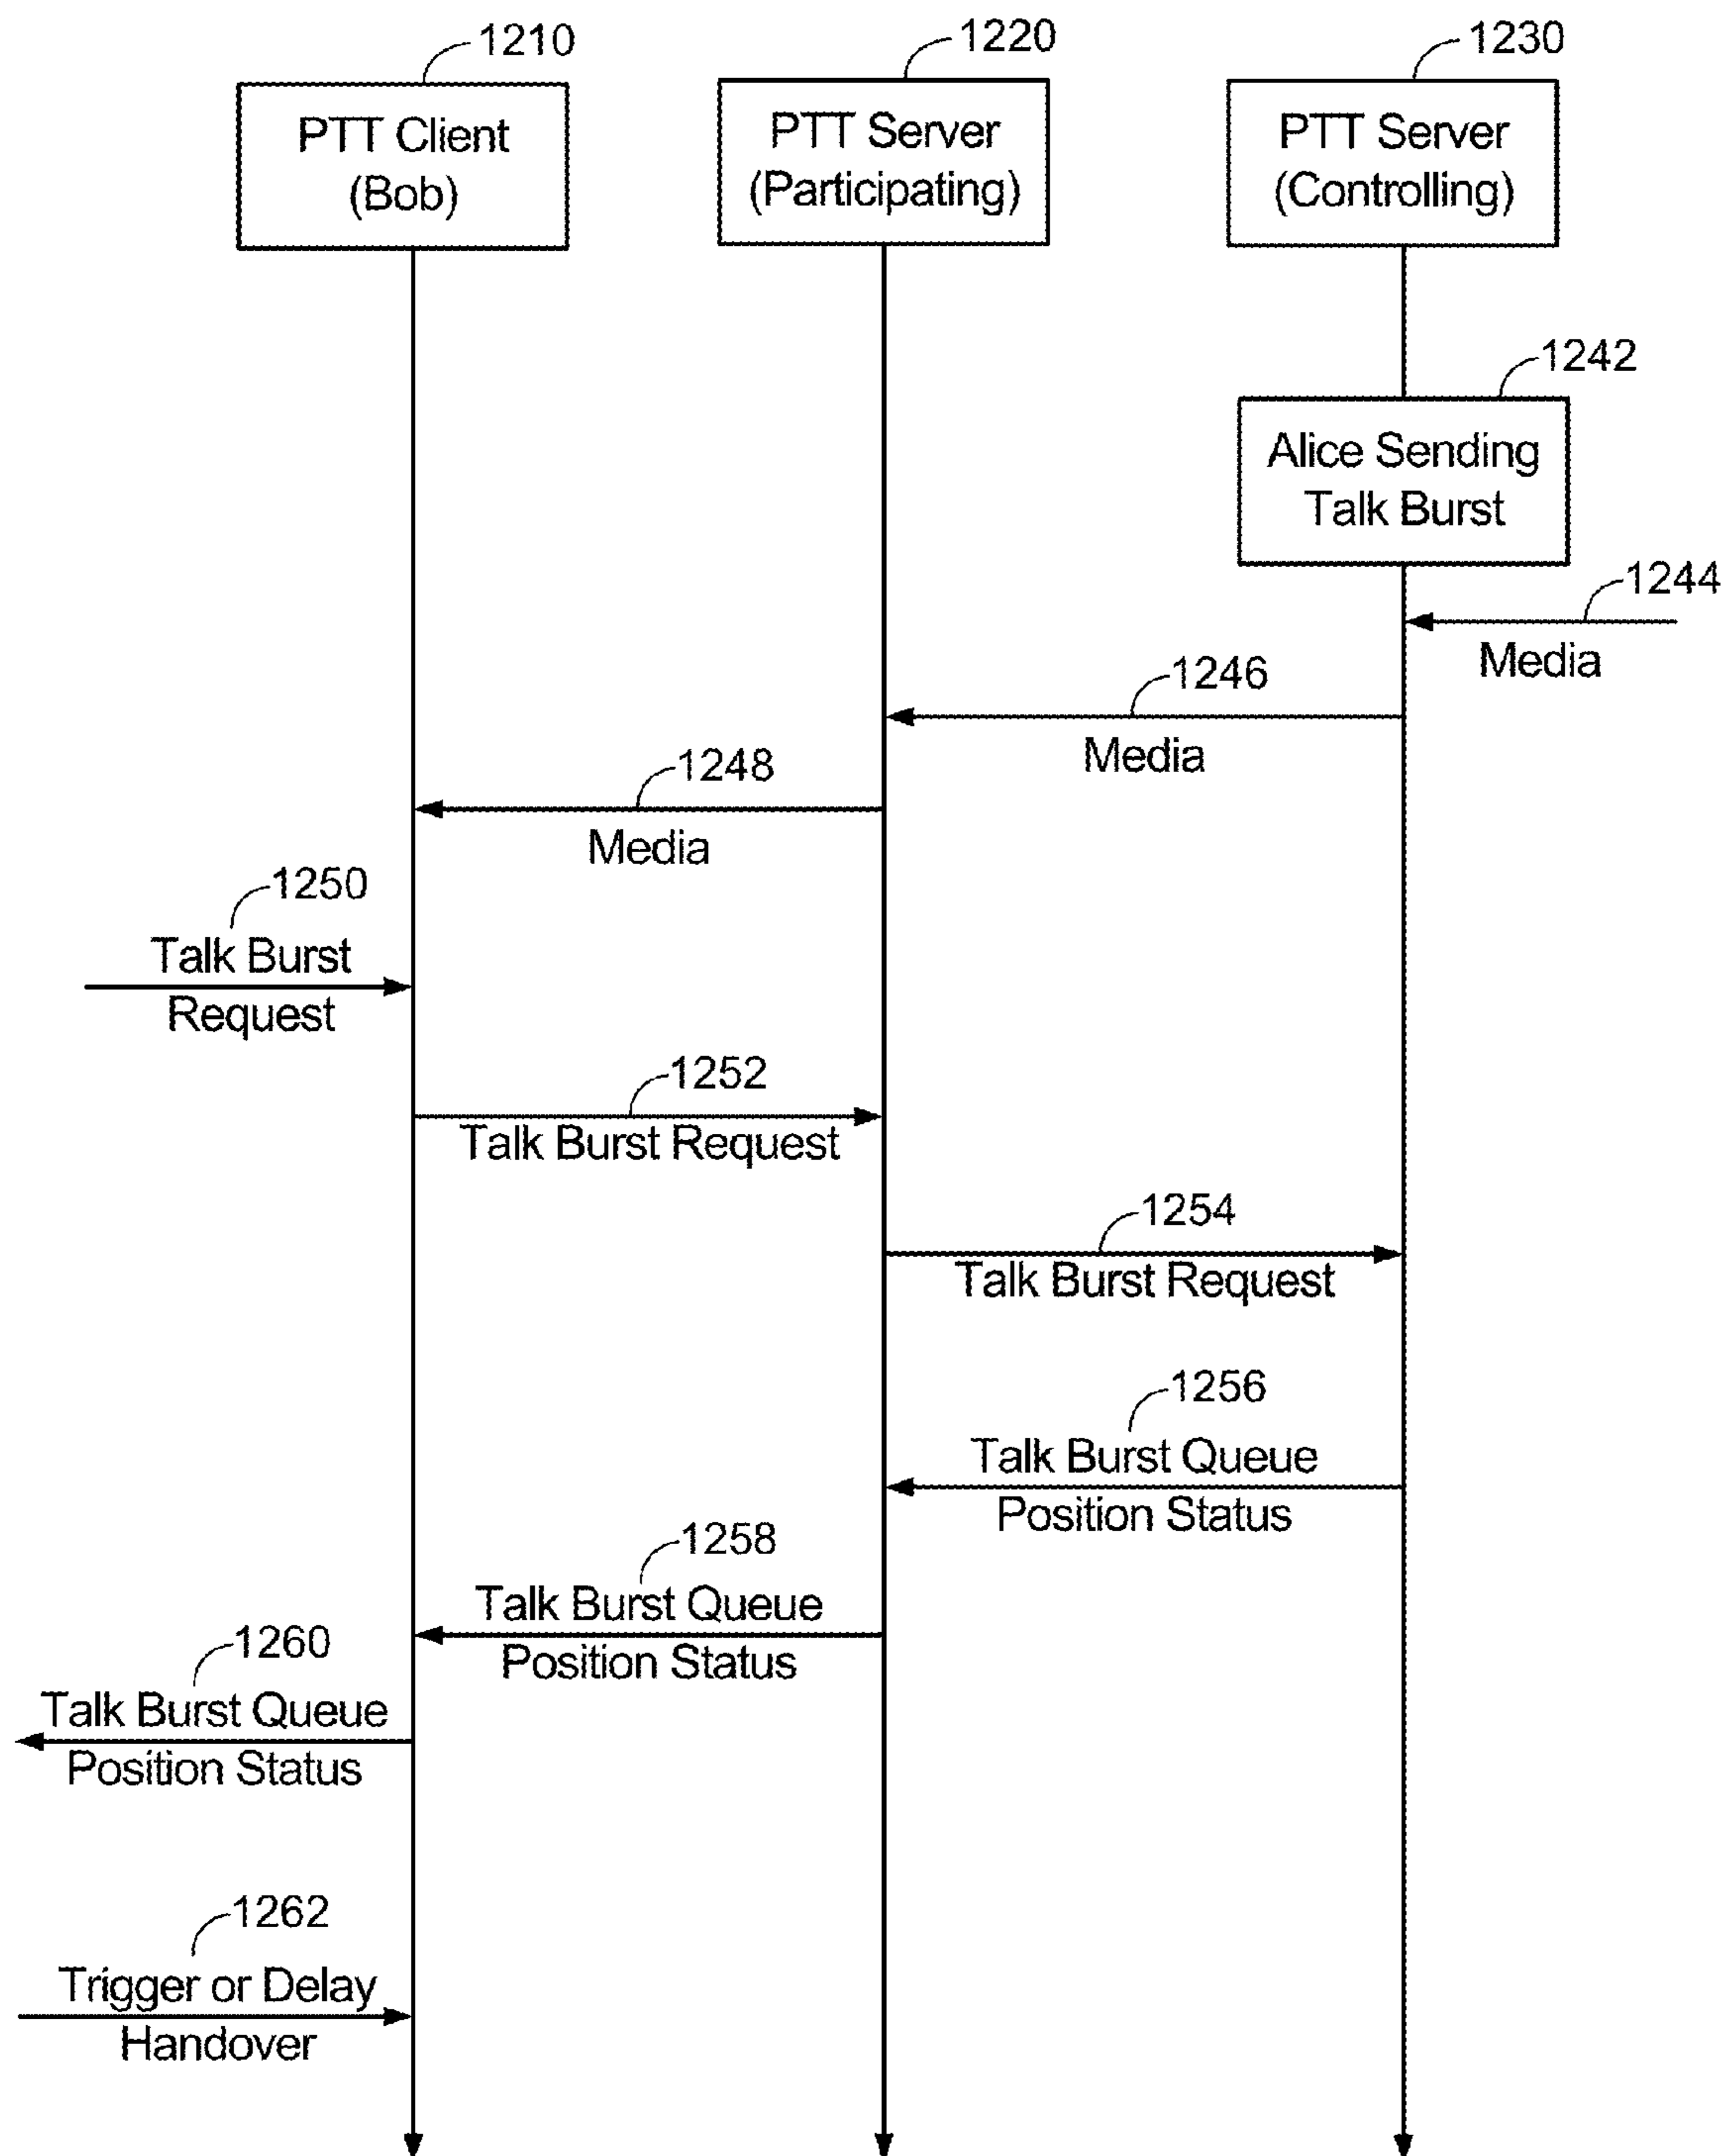 1210
1220
1230
PTT Client
(Bob)
PTT Server
(Participating)
PTT Server
(Controlling)
1242
Alice Sending
Talk Burst
1244
Media
1246
Media
1248
Media
1250
Talk Burst
Request
1252
Talk Burst Request
1254
Talk Burst Request
1256
Talk Burst Queue
Position Status
1258
Talk Burst Queue
Position Status
1260
Talk Burst Queue
Position Status
1262
Trigger or Delay
Handover